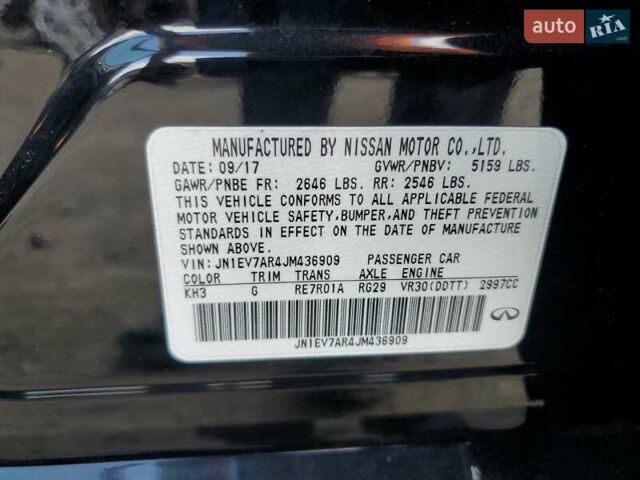 auto RIA
.com
MANUFACTURED BY NISSAN MOTOR CO.,LTD.
DATE: 09/17 GVWR/PNBV: 5159 LBS.
GAWR/PNBE FR: 2646 LBS. RR: 2546 LBS.
THIS VEHICLE CONFORMS TO ALL APPLICABLE FEDERAL
MOTOR VEHICLE SAFETY,BUMPER,AND THEFT PREVENTION
STANDARDS IN EFFECT ON THE DATE OF MANUFACTURE
SHOWN ABOVE.
VIN: JN1EV7AR4JM436909 PASSENGER CAR
COLOR TRIM TRANS AXLE ENGINE
KH3 G RE7R01A RG29 VR30(DDTT) 2997CC
JN1EV7AR4JM436909